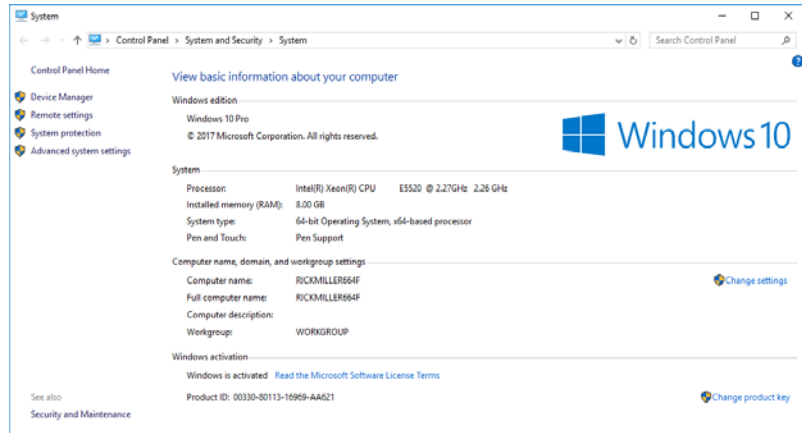 System
Control Panel > System and Security > System
Search Control Panel
Control Panel Home
Device Manager
Remote settings
System protection
Advanced system settings
View basic information about your computer
Windows edition
Windows 10 Pro
© 2017 Microsoft Corporation. All rights reserved.
Windows 10
System
Processor: Intel(R) Xeon(R) CPU E5520 @ 2.27GHz 2.26 GHz
Installed memory (RAM): 8.00 GB
System type: 64-bit Operating System, x64-based processor
Pen and Touch: Pen Support
Computer name, domain, and workgroup settings
Computer name: RICKMILLER664F
Change settings
Full computer name: RICKMILLER664F
Computer description:
Workgroup: WORKGROUP
Windows activation
Windows is activated Read the Microsoft Software License Terms
Product ID: 00330-80113-16969-AA621
Change product key
See also
Security and Maintenance